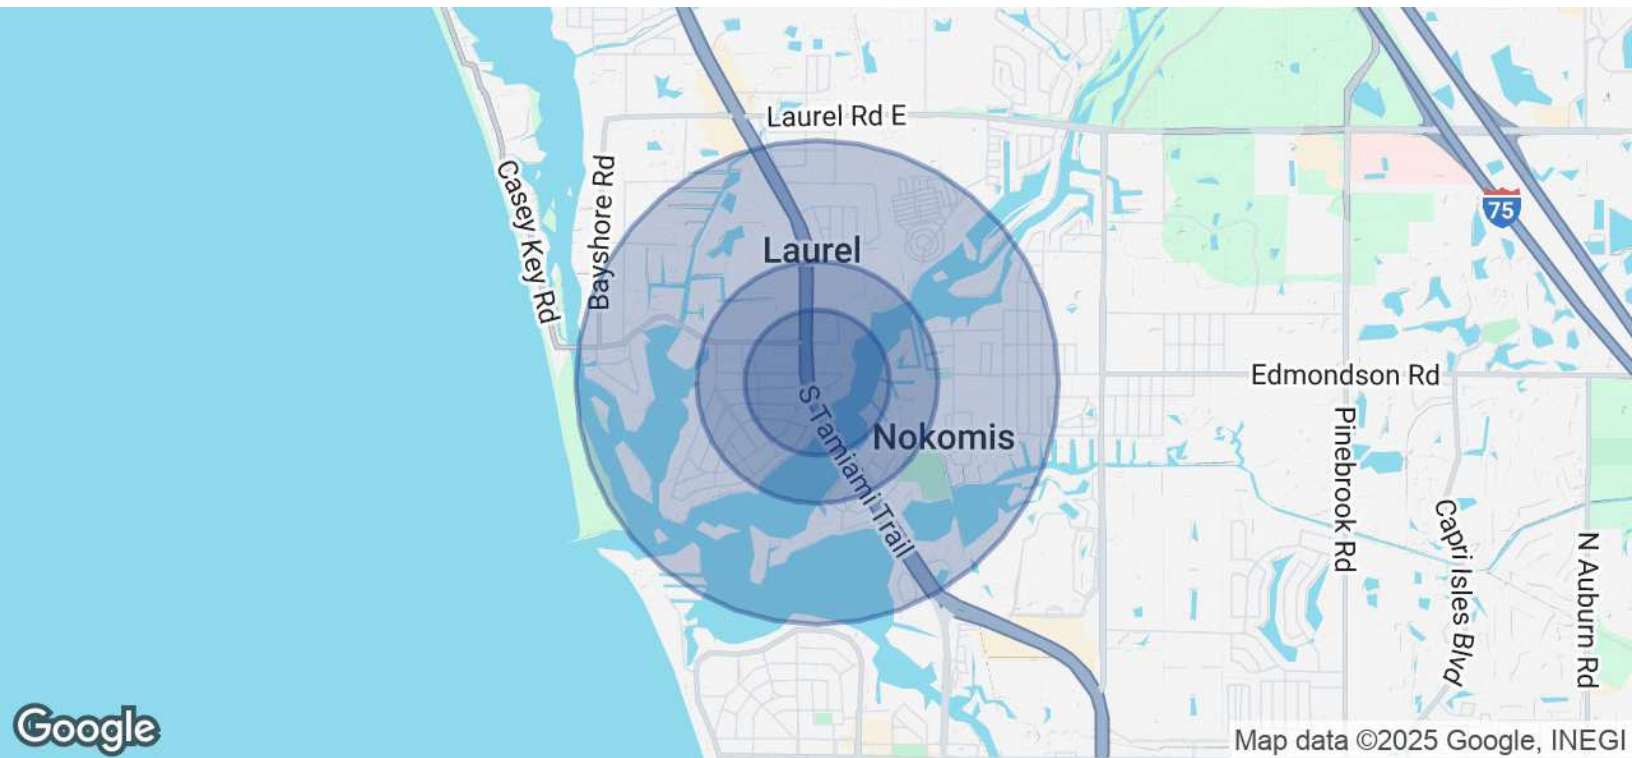 Laurel Rd E
Casey Key Rd
Bayshore Rd
75
Laurel
Edmondson Rd
S Tamiami Trail
Nokomis
Pinebrook Rd
Capri Isles Blvd
N Auburn Rd
Google
Map data ©2025 Google, INEGI